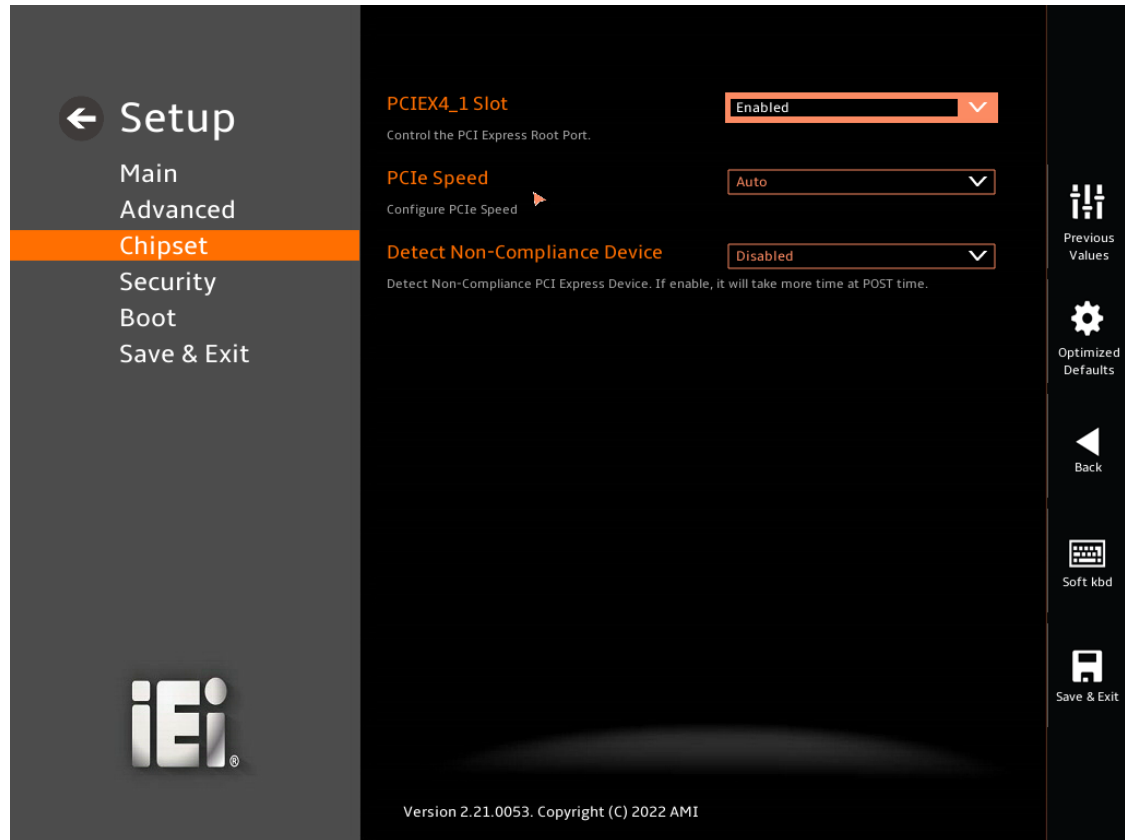 Setup
Main
Advanced
Chipset
Security
Boot
Save & Exit
iEi®
PCIEX4_1 Slot
Enabled
Control the PCI Express Root Port.
PCIe Speed
Auto
Configure PCIe Speed
Detect Non-Compliance Device
Disabled
Detect Non-Compliance PCI Express Device. If enable, it will take more time at POST time.
Version 2.21.0053. Copyright (C) 2022 AMI
Previous
Values
Optimized
Defaults
Back
Soft kbd
Save & Exit